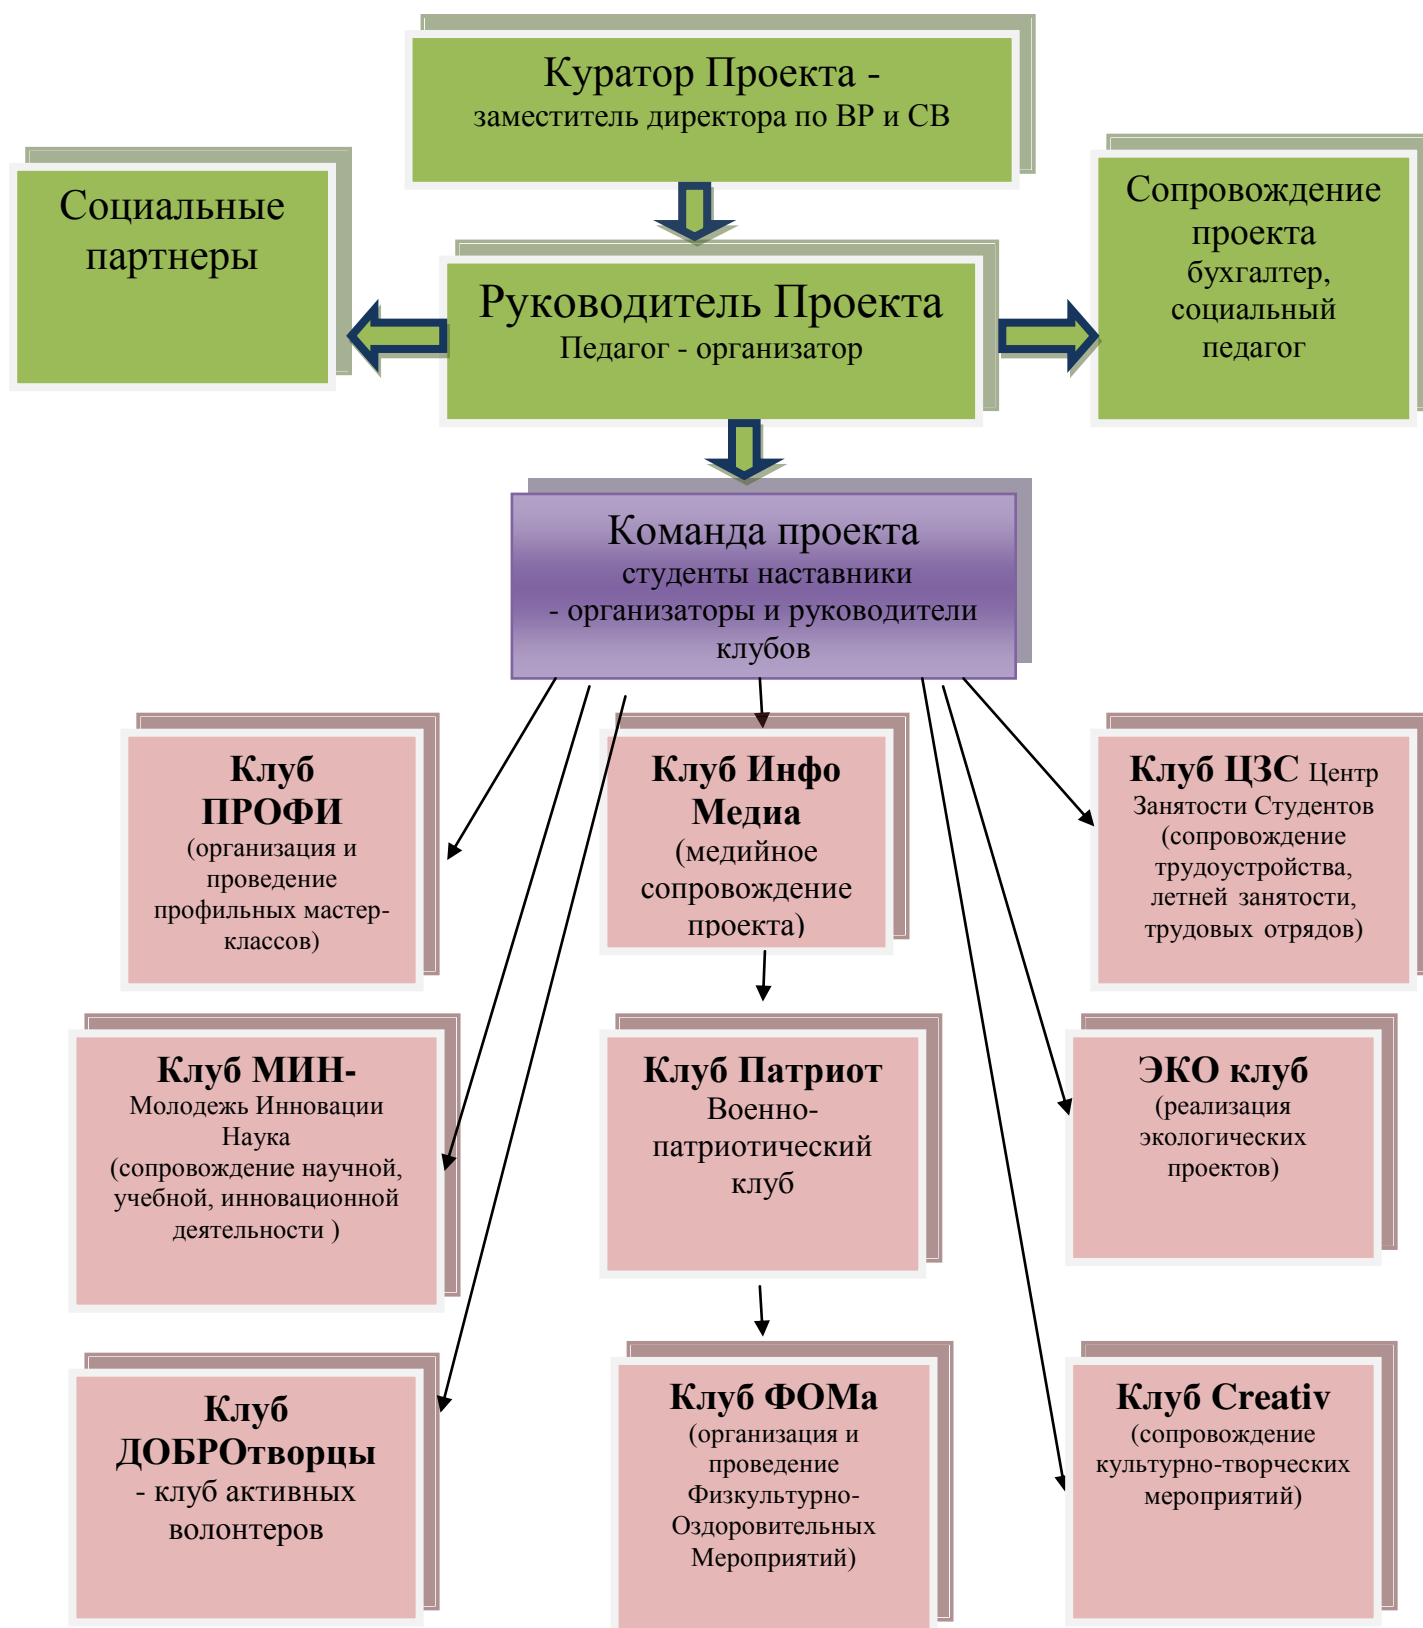 Куратор Проекта -
заместитель директора по ВР и СВ
Социальные
партнеры
Руководитель Проекта
Педагог - организатор
Сопровождение
проекта
бухгалтер,
социальный
педагог
Команда проекта
студенты наставники
- организаторы и руководители
клубов
Клуб
ПРОФИ
(организация и
проведение
профильных мастер-
классов)
Клуб Инфо
Медиа
(медийное
сопровождение
проекта)
Клуб ЦЗС Центр
Занятости Студентов
(сопровождение
трудоустройства,
летней занятости,
трудовых отрядов)
Клуб МИН-
Молодежь Инновации
Наука
(сопровождение научной,
учебной, инновационной
деятельности )
Клуб Патриот
Военно-
патриотический
клуб
ЭКО клуб
(реализация
экологических
проектов)
Клуб
ДОБРОтворцы
- клуб активных
волонтеров
Клуб ФОМа
(организация и
проведение
Физкультурно-
Оздоровительных
Мероприятий)
Клуб Creativ
(сопровождение
культурно-творческих
мероприятий)